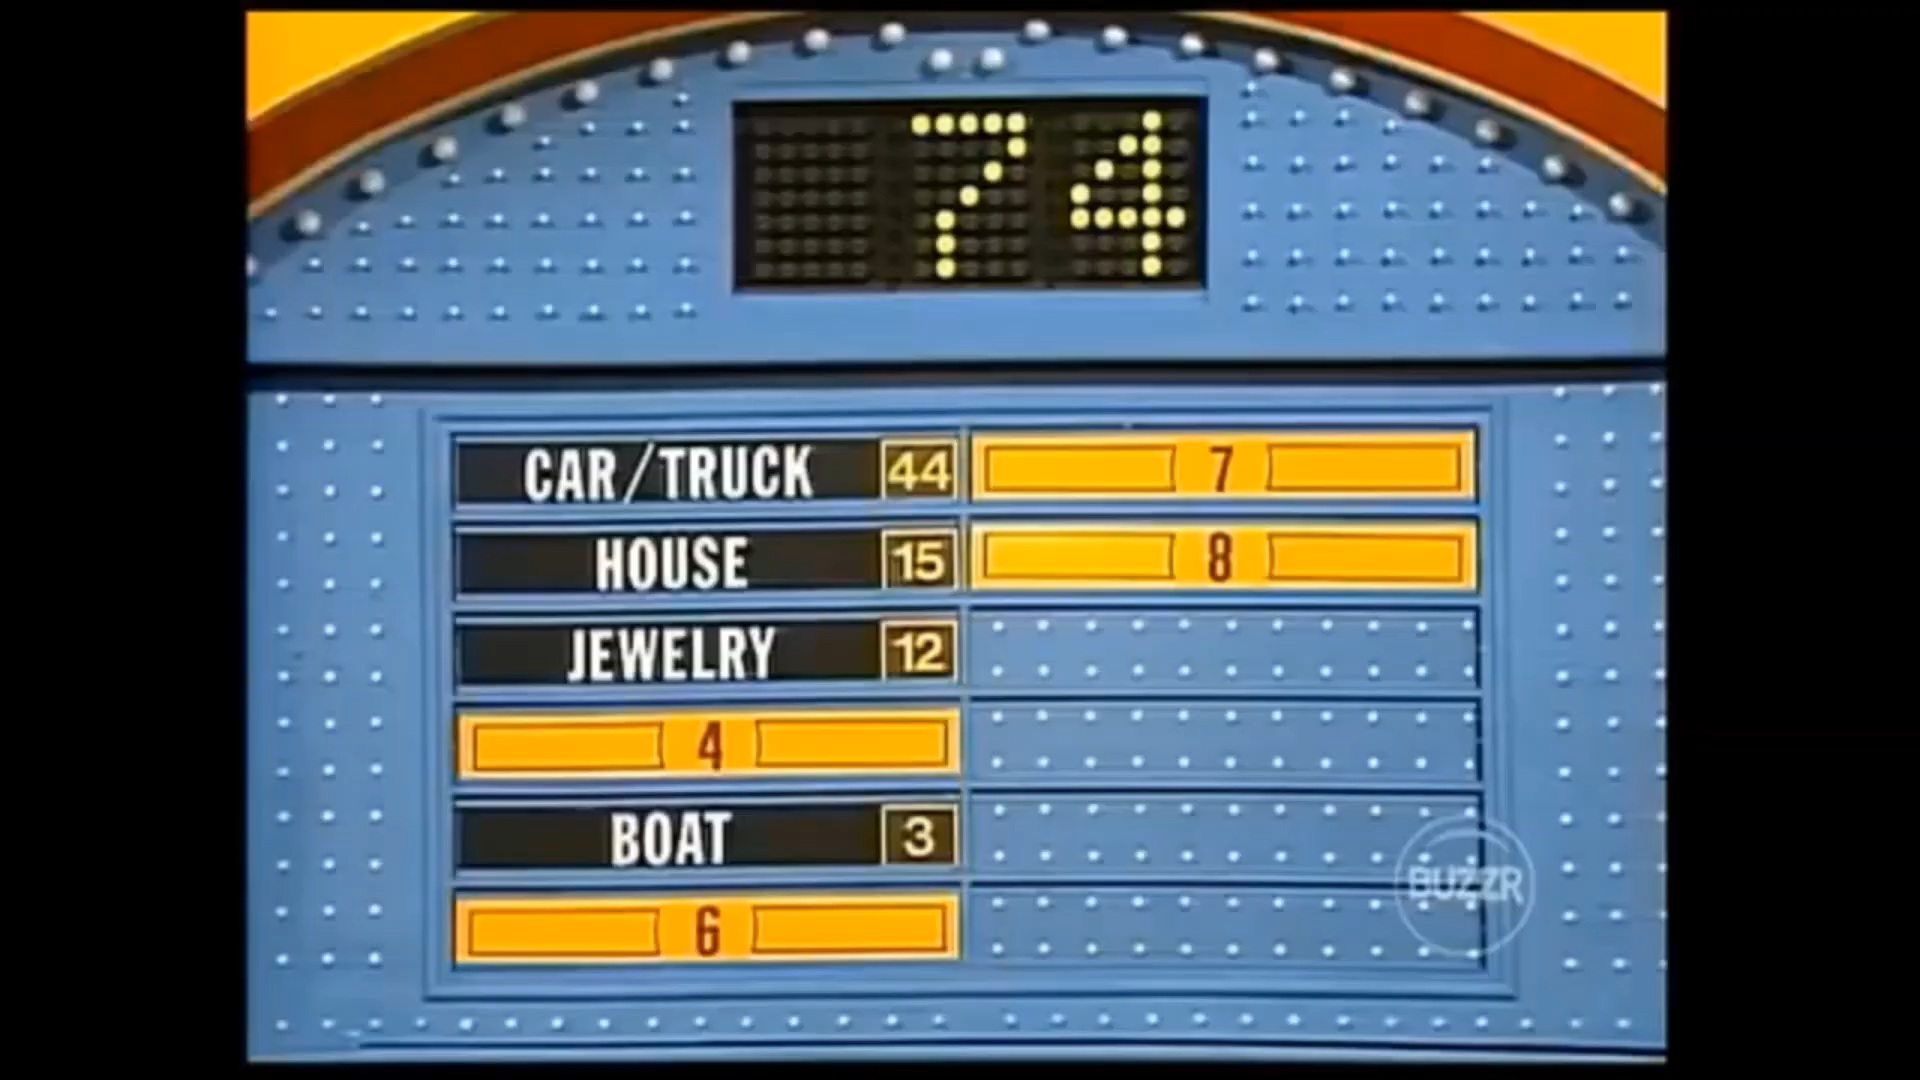 74
CAR/TRUCK 44
HOUSE 15
JEWELRY 12
4
BOAT 3
6
7
8
BUZZR